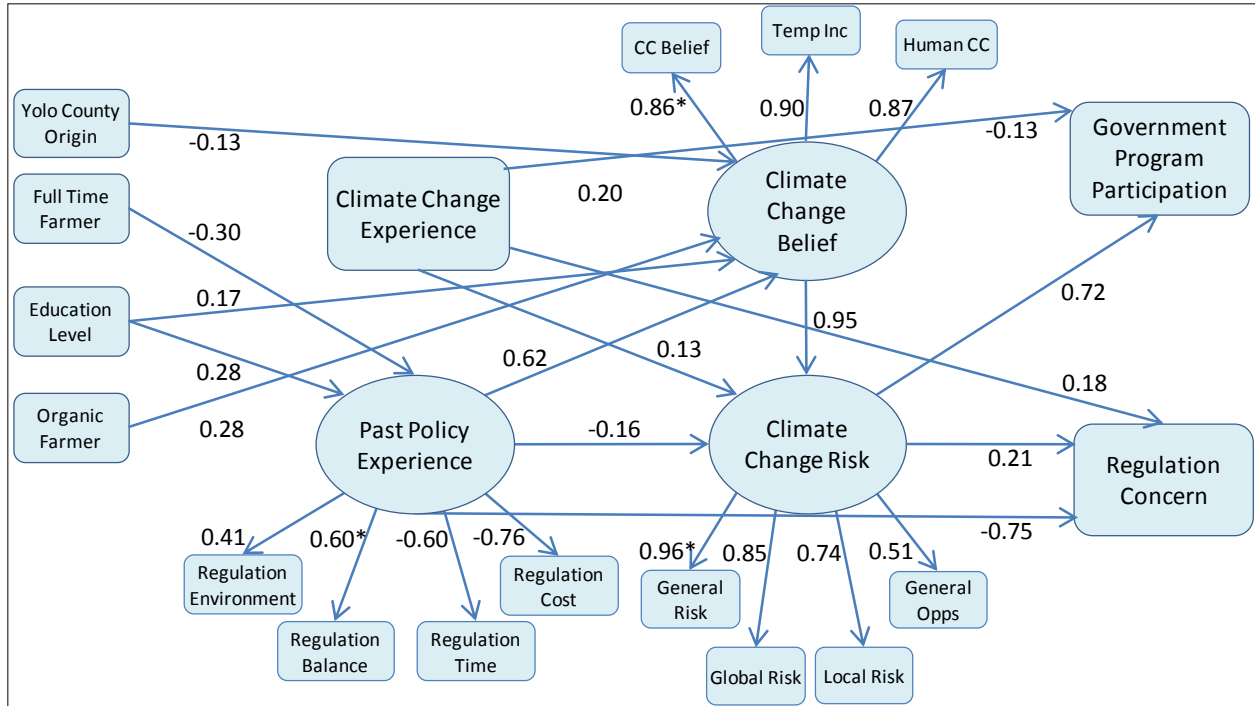 CC Belief
Temp Inc
Human CC
0.86*
0.90
0.87
Yolo County
Origin
-0.13
-0.13
Government
Program
Participation
Climate Change
Experience
0.20
Climate
Change
Belief
Full Time
Farmer
-0.30
Education
Level
0.17
0.28
0.62
0.13
0.95
0.72
0.18
Organic
Farmer
0.28
Past Policy
Experience
-0.16
Climate
Change Risk
0.21
Regulation
Concern
-0.75
0.41
0.60*
-0.60
-0.76
0.96*
0.85
0.74
0.51
Regulation
Environment
Regulation
Balance
Regulation
Time
Regulation
Cost
General
Risk
Global Risk
Local Risk
General
Opps